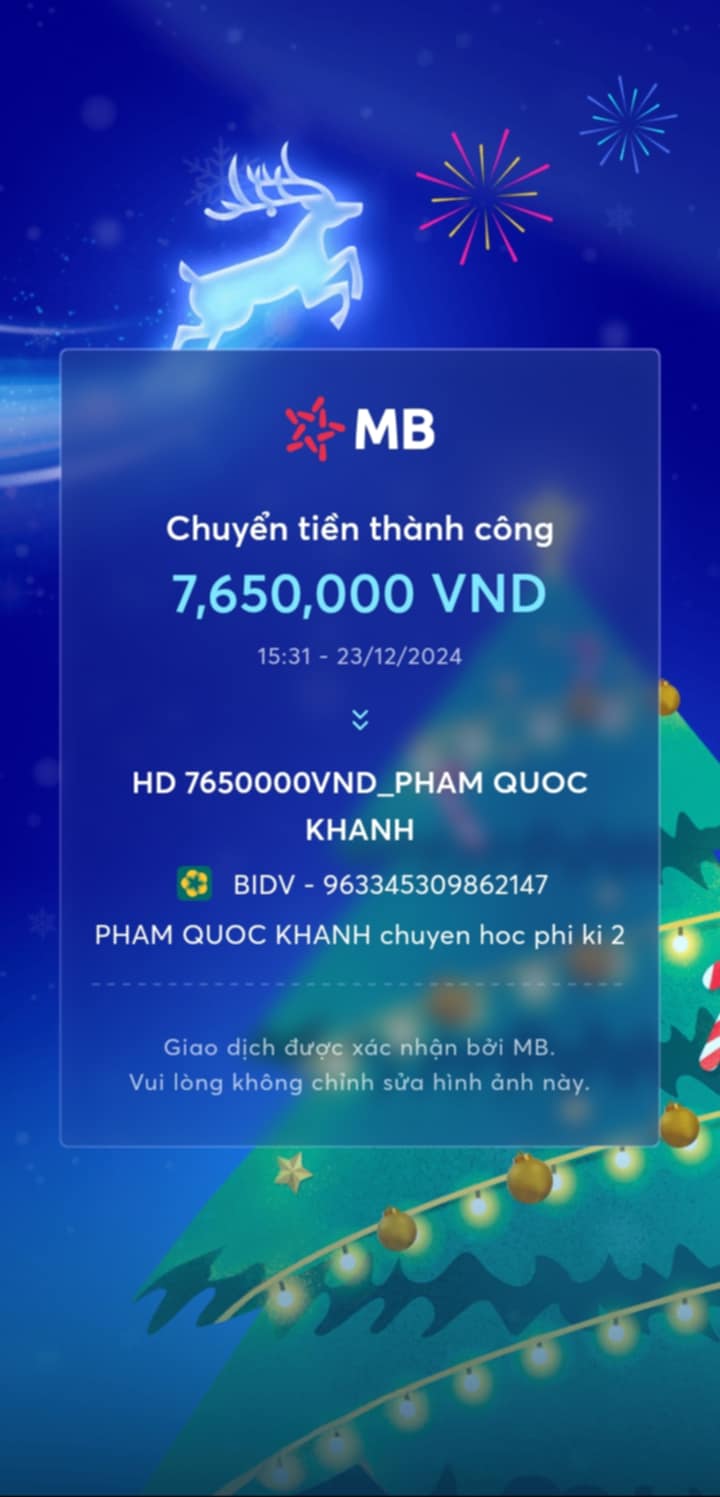 MB
Chuyển tiền thành công
7,650,000 VND
15:31 - 23/12/2024
HD 7650000VND_PHAM QUOC
KHANH
BIDV - 963345309862147
PHAM QUOC KHANH chuyen hoc phi ki 2
Giao dịch được xác nhận bởi MB.
Vui lòng không chỉnh sửa hình ảnh này.